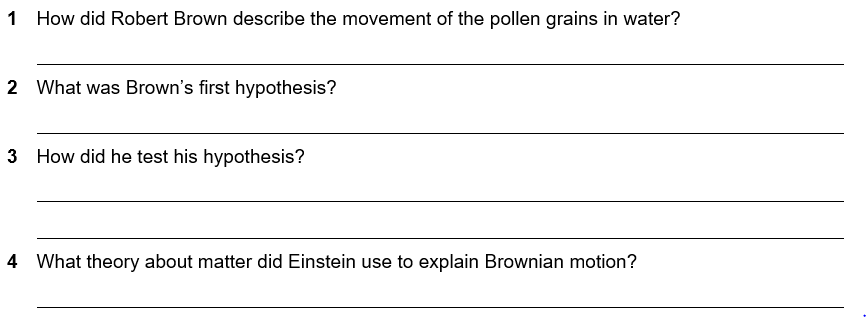 1 How did Robert Brown describe the movement of the pollen grains in water?
2 What was Brown’s first hypothesis?
3 How did he test his hypothesis?
4 What theory about matter did Einstein use to explain Brownian motion?